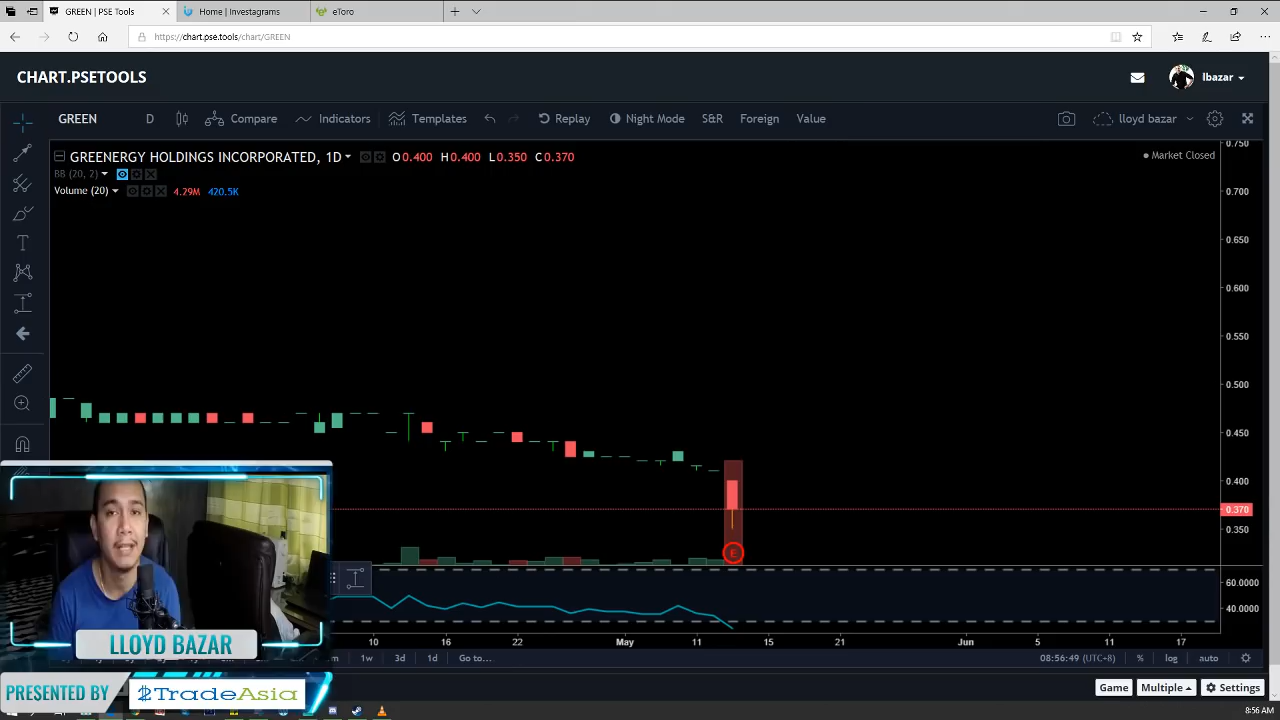 GREEN | PSE Tools
Home | Investagrams
eToro
https://chart.pse.tools/chart/GREEN
CHART.PSETOOLS
lbazar
GREEN D Compare Indicators Templates Replay Night Mode S&R Foreign Value lloyd bazar
GREENERGY HOLDINGS INCORPORATED, 1D O0.400 H0.400 L0.350 C0.370
Market Closed
BB (20, 2)
Volume (20) 4.29M 420.5K
0.750
0.700
0.650
0.600
0.550
0.500
0.450
0.400
0.370
0.350
E
60.0000
40.0000
10 16 22 May 11 15 21 Jun 5 11 17
1w 3d 1d Go to... 08:56:49 (UTC+8) % log auto
LLOYD BAZAR
PRESENTED BY TradeAsia
Game Multiple Settings
8:56 AM